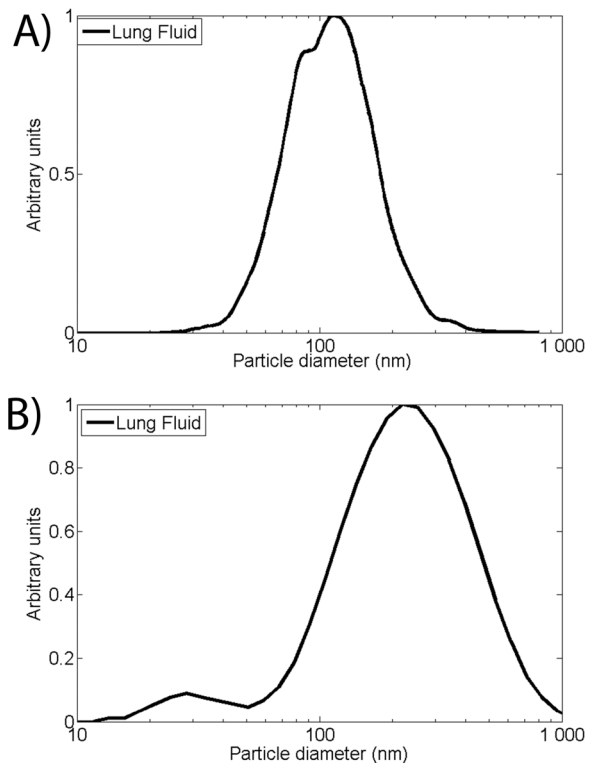 A)
1
Lung Fluid
Arbitrary units
0.5
0
10
100
1 000
Particle diameter (nm)
B)
1
Lung Fluid
0.8
0.6
Arbitrary units
0.4
0.2
0
10
100
1 000
Particle diameter (nm)